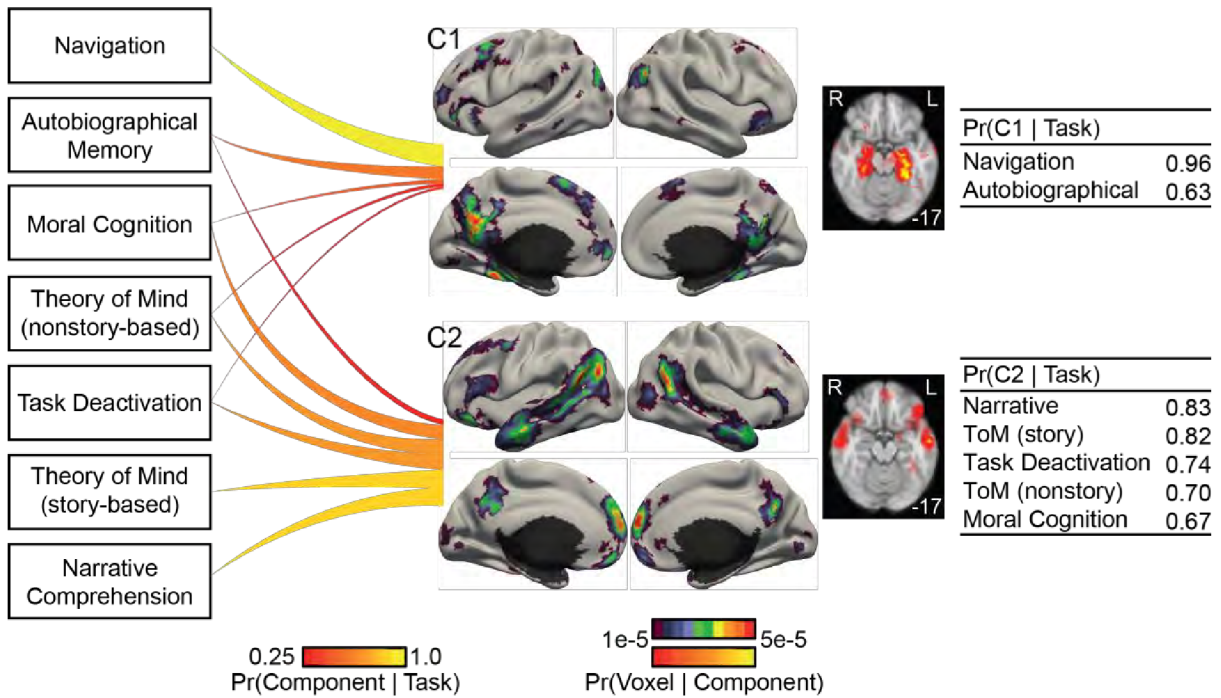 Navigation
Autobiographical
Memory
Moral Cognition
Theory of Mind
(nonstory-based)
Task Deactivation
Theory of Mind
(story-based)
Narrative
Comprehension
0.25 1.0
Pr(Component | Task)
C1
C2
1e-5 5e-5
Pr(Voxel | Component)
R L
-17
Pr(C1 | Task)
Navigation 0.96
Autobiographical 0.63
R L
-17
Pr(C2 | Task)
Narrative 0.83
ToM (story) 0.82
Task Deactivation 0.74
ToM (nonstory) 0.70
Moral Cognition 0.67